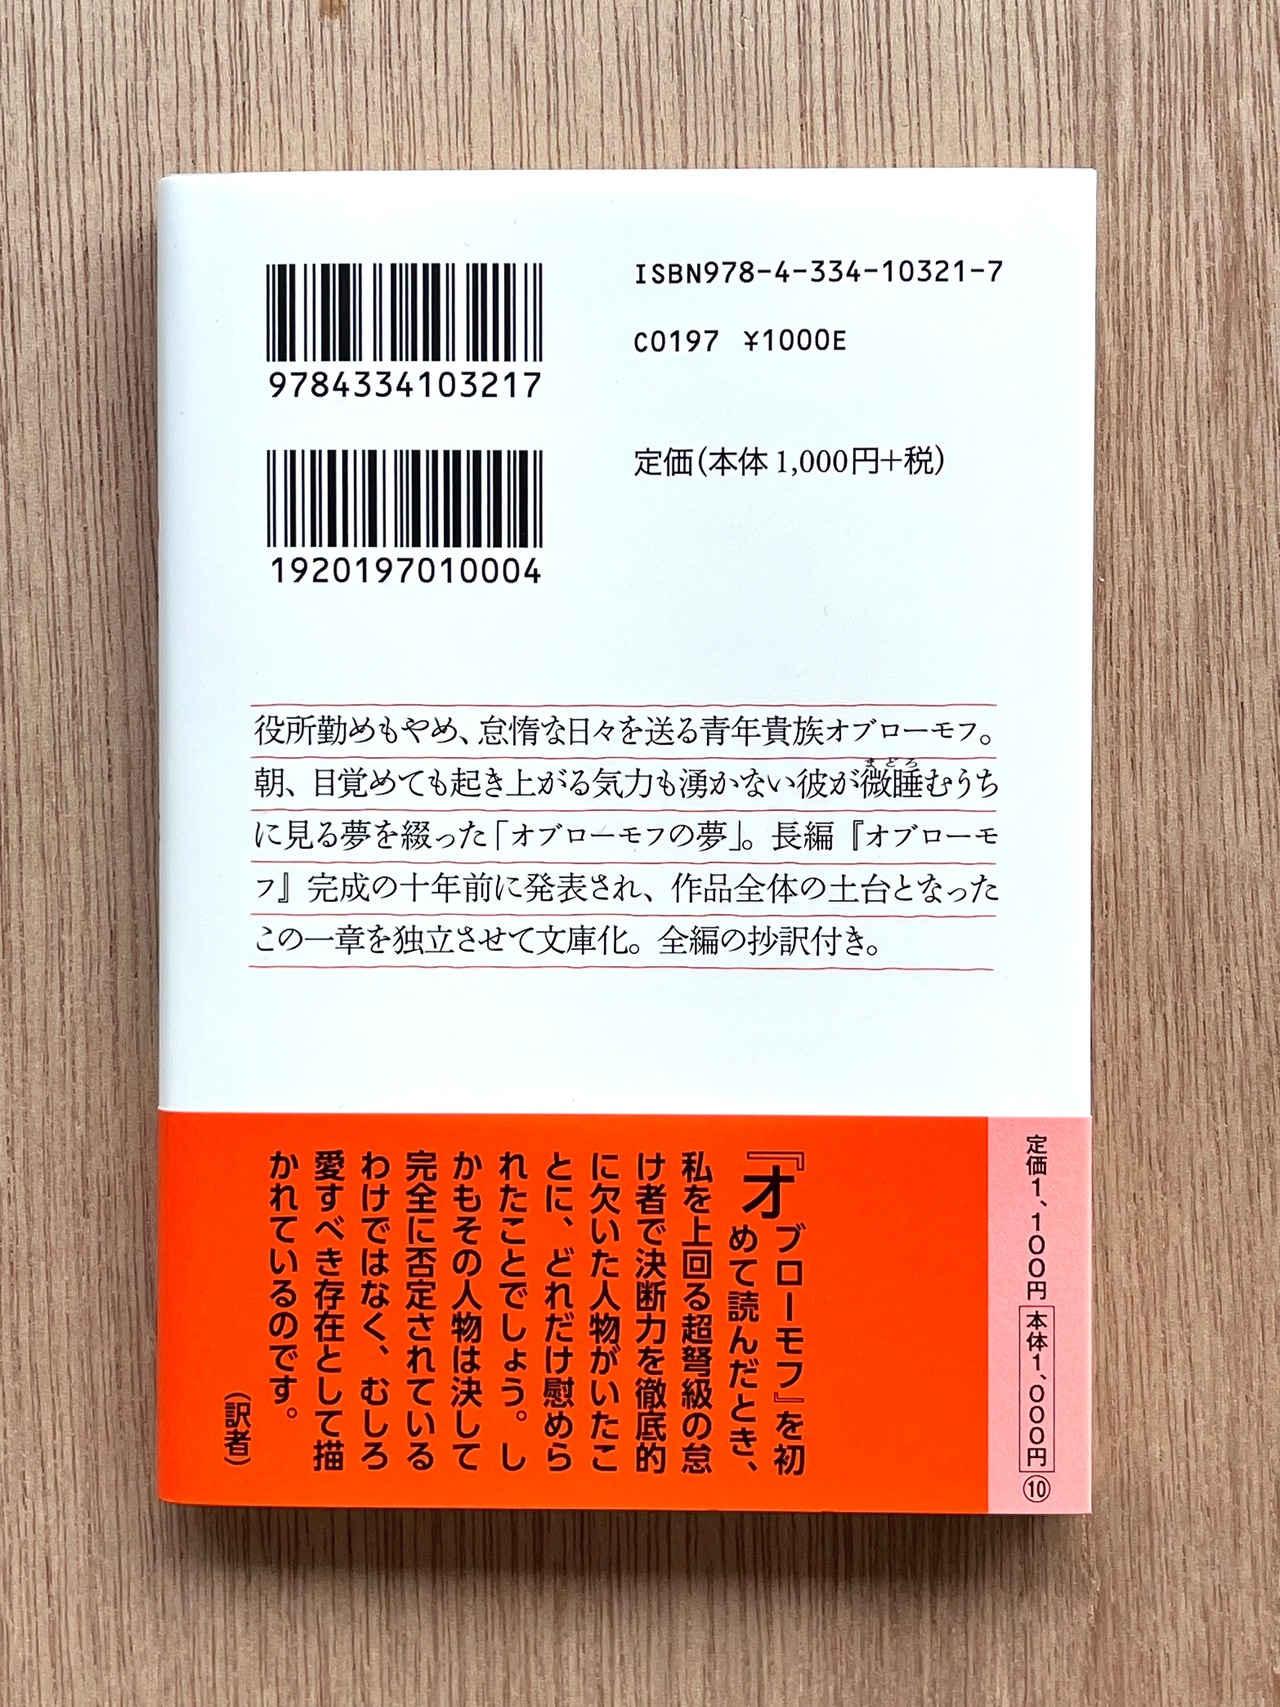 ISBN978-4-334-10321-7
C0197 ¥1000E
9784334103217
定価(本体1,000円+税)
1920197010004
役所勤めもやめ、怠惰な日々を送る青年貴族オブローモフ。
朝、目覚めても起き上がる気力も湧かない彼が微睡むうち
まどろ
に見る夢を綴った「オブローモフの夢」。長編『オブローモ
フ』完成の十年前に発表され、作品全体の土台となった
この一章を独立させて文庫化。全編の抄訳付き。
定価1、100円 本体1、000円 ⑩
『オブローモフ』を初
めて読んだとき、
私を上回る超弩級の怠
け者で決断力を徹底的
に欠いた人物がいたこ
とに、どれだけ慰めら
れたことでしょう。し
かもその人物は決して
完全に否定されている
わけではなく、むしろ
愛すべき存在として描
かれているのです。
（訳者）